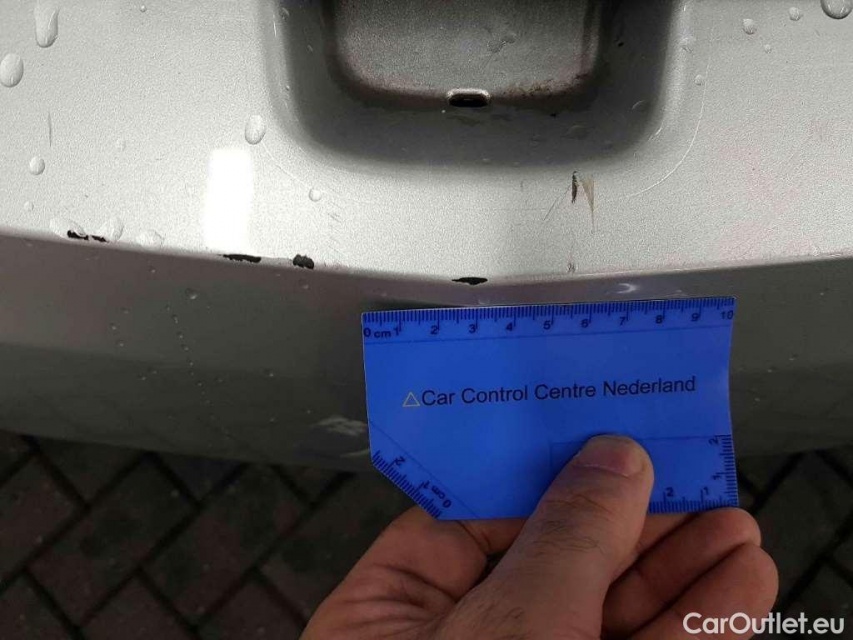 0 cm 1 2 3 4 5 6 7 8 9 10
△Car Control Centre Nederland
2 1 0 cm
2 1
2
CarOutlet.eu